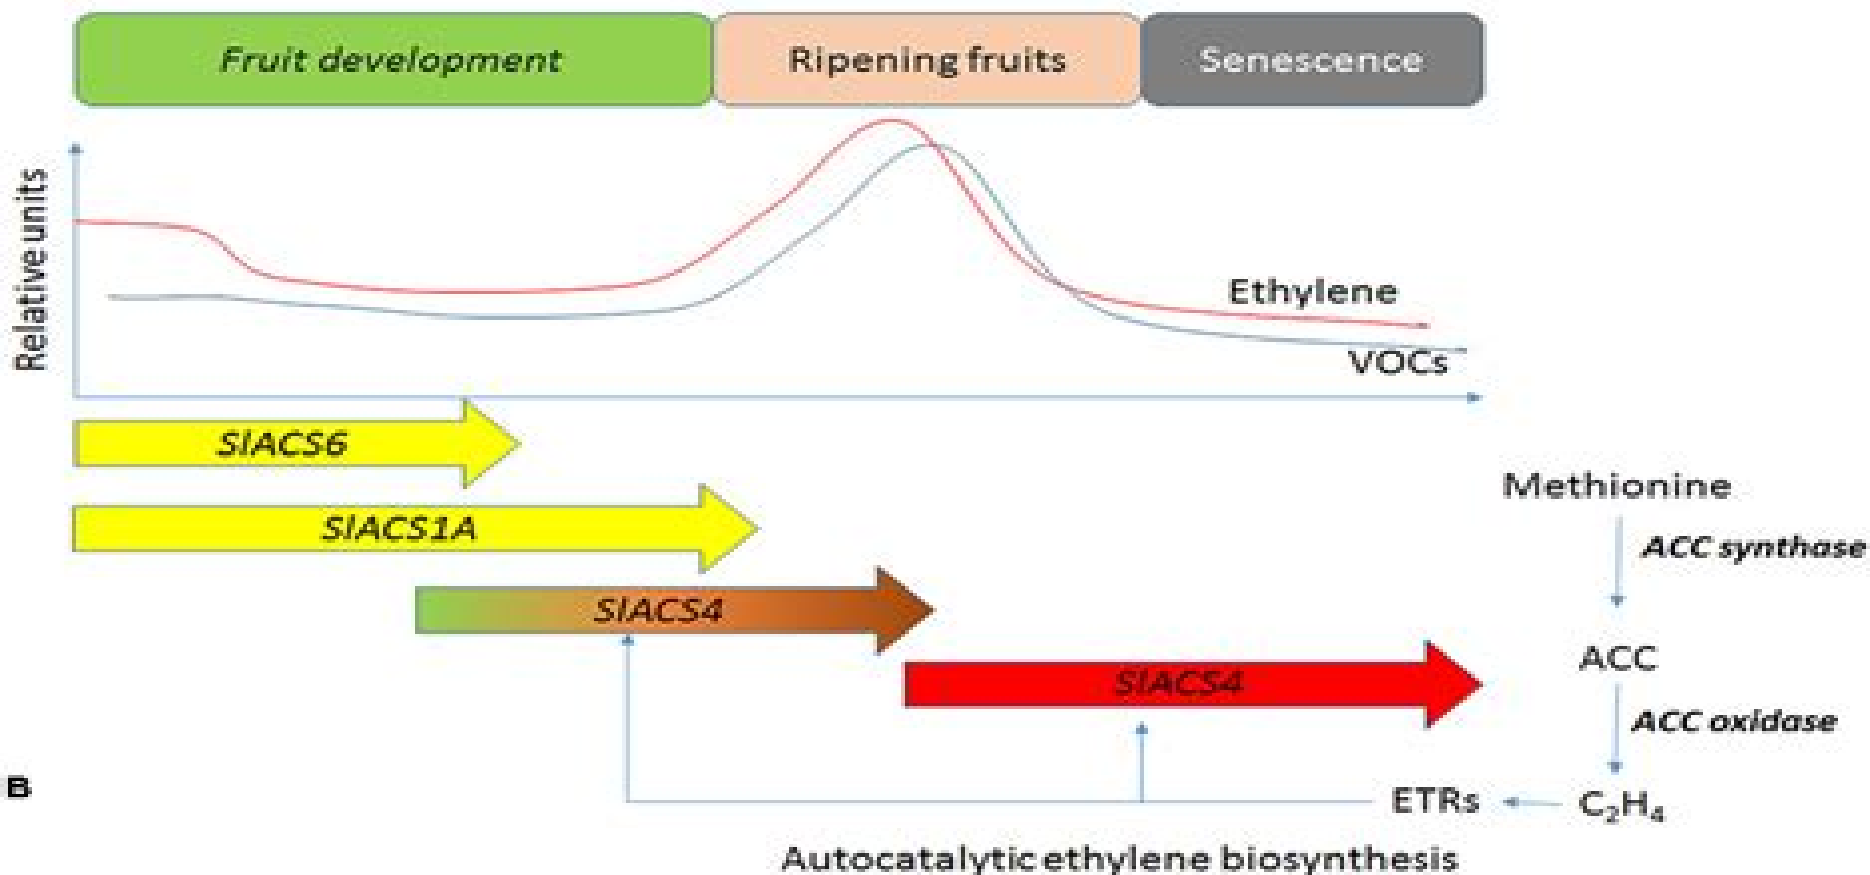 Fruit development
Ripening fruits
Senescence
Relative units
Ethylene
VOCs
SlACS6
SlACS1A
SlACS4
SlACS4
Methionine
ACC synthase
ACC
ACC oxidase
C₂H₄
ETRs
B
Autocatalytic ethylene biosynthesis